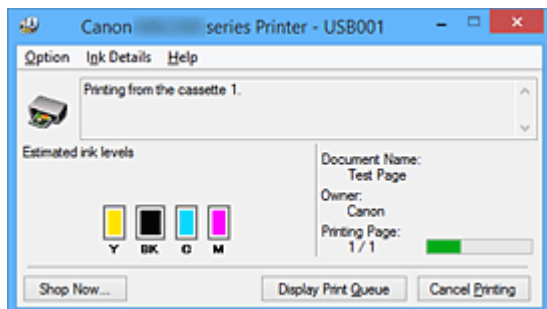 Canon series Printer - USB001
Option Ink Details Help
Printing from the cassette 1.
Estimated ink levels
Document Name:
Test Page
Owner:
Canon
Printing Page:
1 / 1
Y BK C M
Shop Now... Display Print Queue Cancel Printing